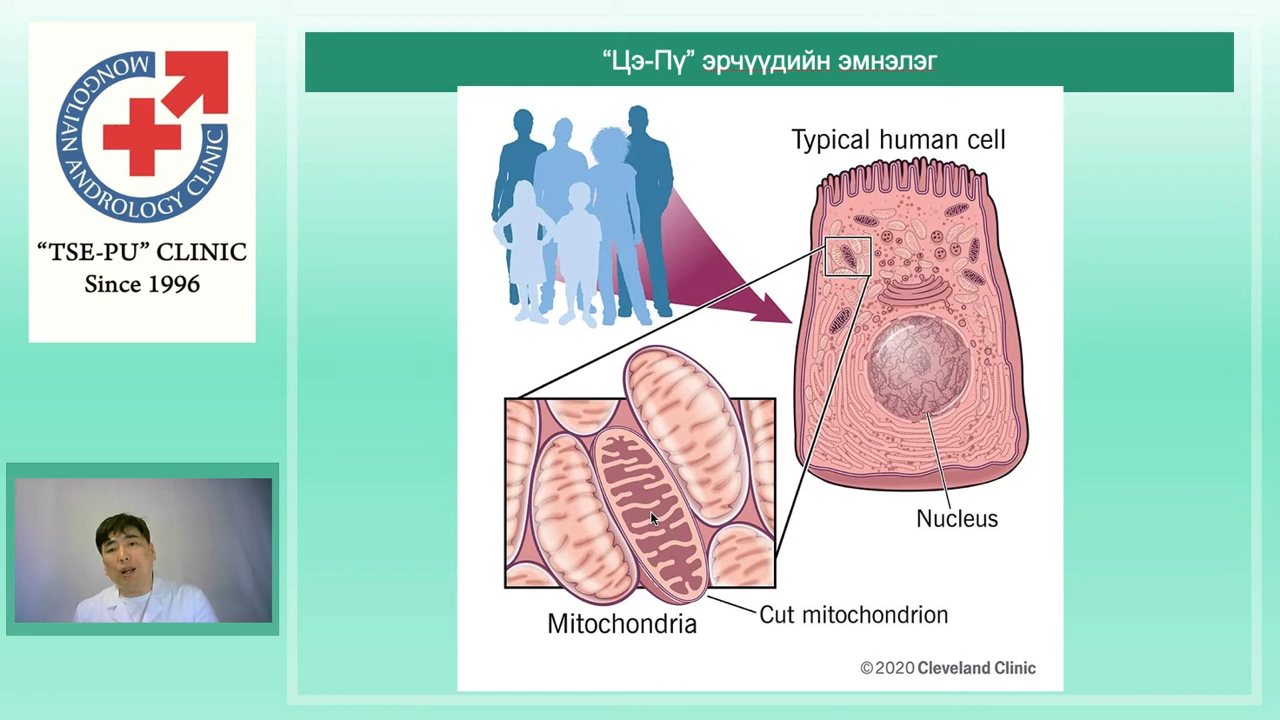 MONGOLIAN ANDROLOGY CLINIC
“TSE-PU” CLINIC
Since 1996
“Цэ-Пү” эрчүүдийн эмнэлэг
Typical human cell
Nucleus
Cut mitochondrion
Mitochondria
©2020 Cleveland Clinic